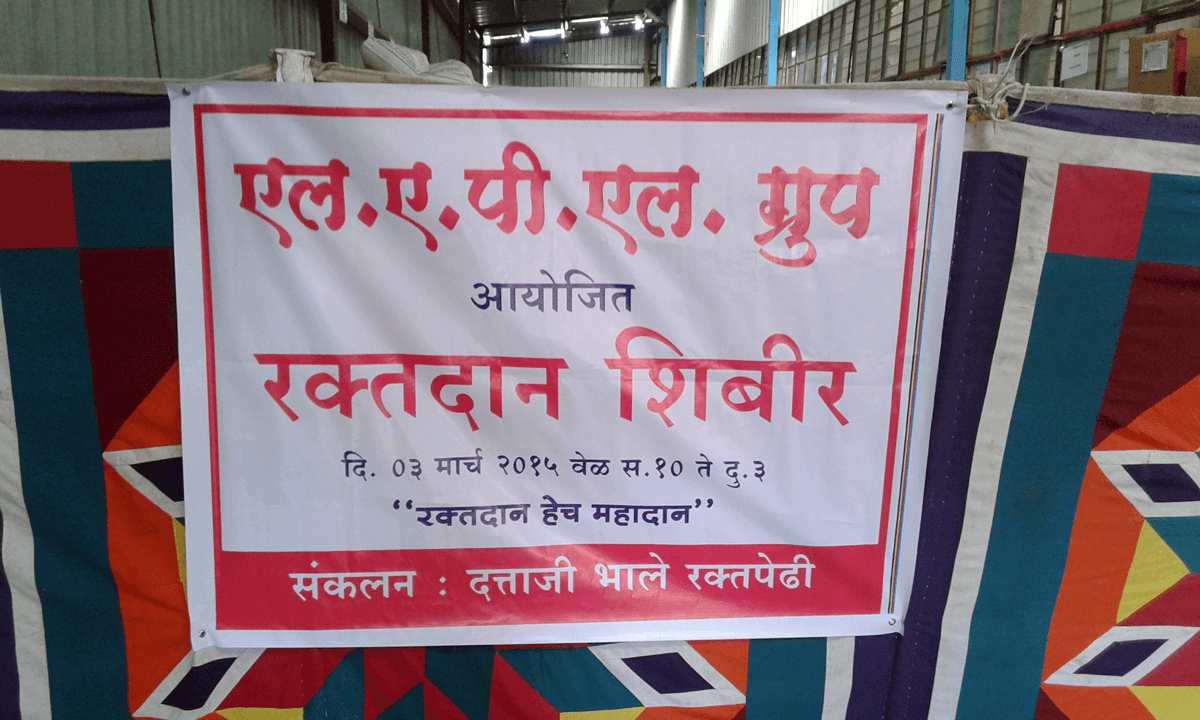 एल.ए.पी.एल. ग्रुप
आयोजित
रक्तदान शिबीर
दि. ०३ मार्च २०१५ वेळ स.१० ते दु.३
“रक्तदान हेच महादान”
संकलन : दत्ताजी भाले रक्तपेढी